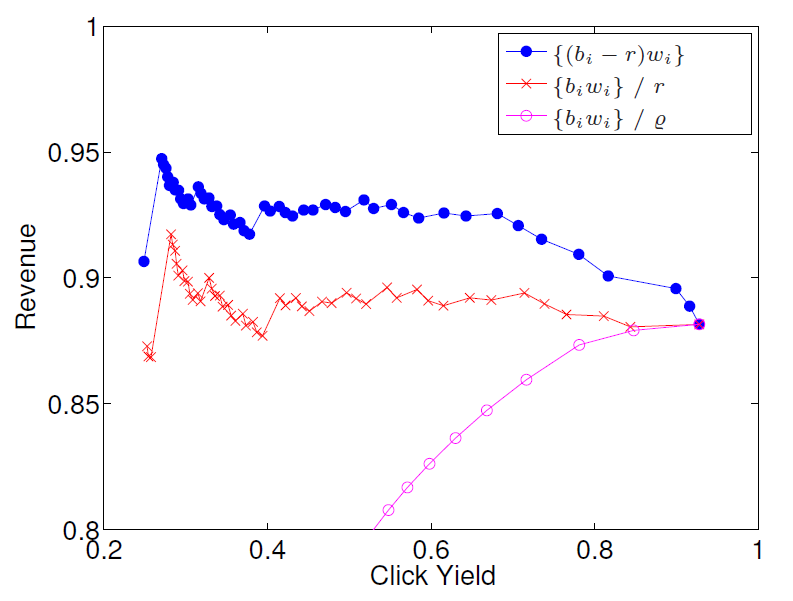 1
0.95
0.9
0.85
0.8
Revenue
0.2
0.4
0.6
0.8
1
Click Yield
{(b_i − r)w_i}
{b_i w_i} / r
{b_i w_i} / ϱ